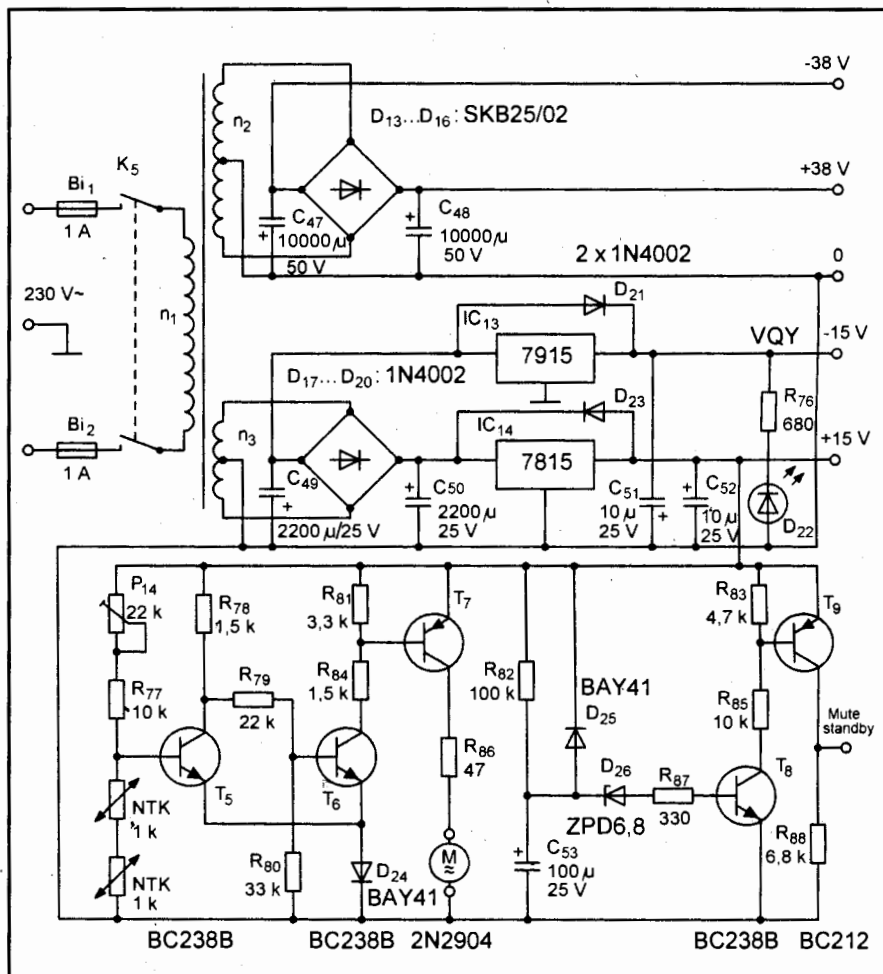 -38 V
D13...D16: SKB25/02
n2
K5
Bi1
1 A
+38 V
C47
10000 µ
50 V
C48
10000 µ
50 V
2 x 1N4002
0
230 V~
n1
D21
IC13
7915
VQY
-15 V
D17...D20: 1N4002
D23
R76
680
n3
IC14
7815
+15 V
Bi2
1 A
C49
2200 µ/25 V
C50
2200 µ
25 V
C51
10 µ
25 V
C52
10 µ
25 V
D22
P14
22 k
R78
1,5 k
R81
3,3 k
T7
R83
4,7 k
T9
R84
1,5 k
R82
100 k
BAY41
R77
10 k
R79
22 k
D25
R85
10 k
Mute
standby
T5
T6
R86
47
D26
R87
330
T8
ZPD6,8
NTK
1 k
R80
33 k
D24
BAY41
M
≈
C53
100 µ
25 V
R88
6,8 k
NTK
1 k
BC238B
BC238B
2N2904
BC238B
BC212